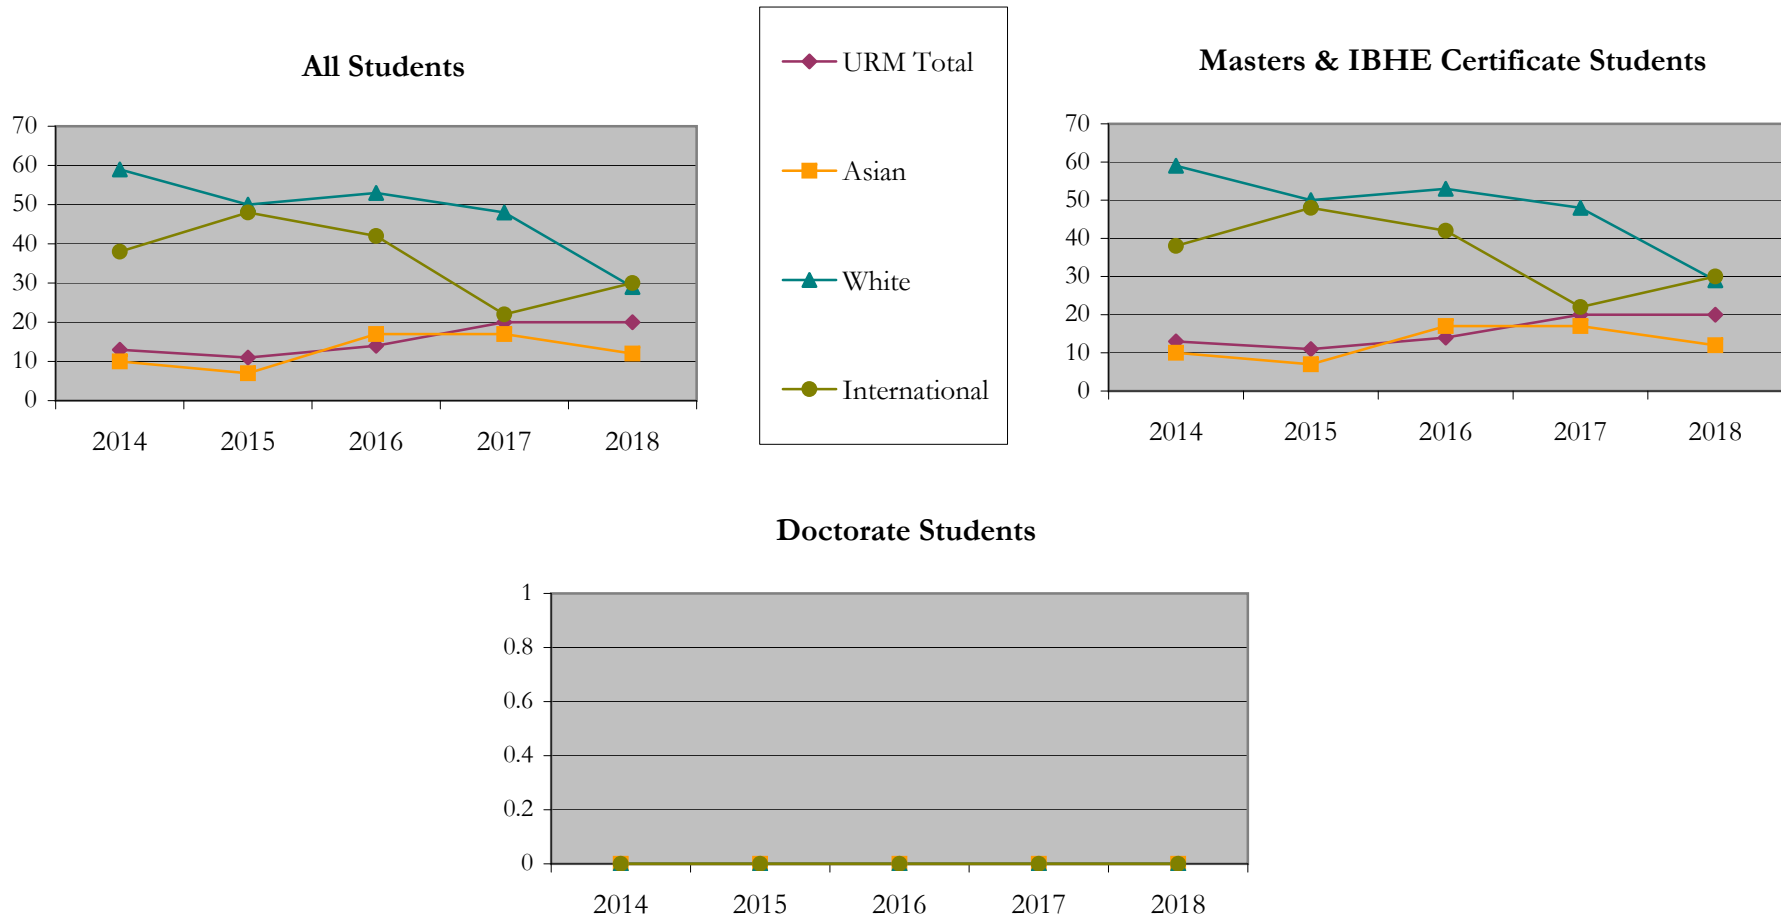 All Students
70
60
50
40
30
20
10
0
2014 2015 2016 2017 2018
URM Total
Asian
White
International
Masters & IBHE Certificate Students
70
60
50
40
30
20
10
0
2014 2015 2016 2017 2018
Doctorate Students
1
0.8
0.6
0.4
0.2
0
2014 2015 2016 2017 2018